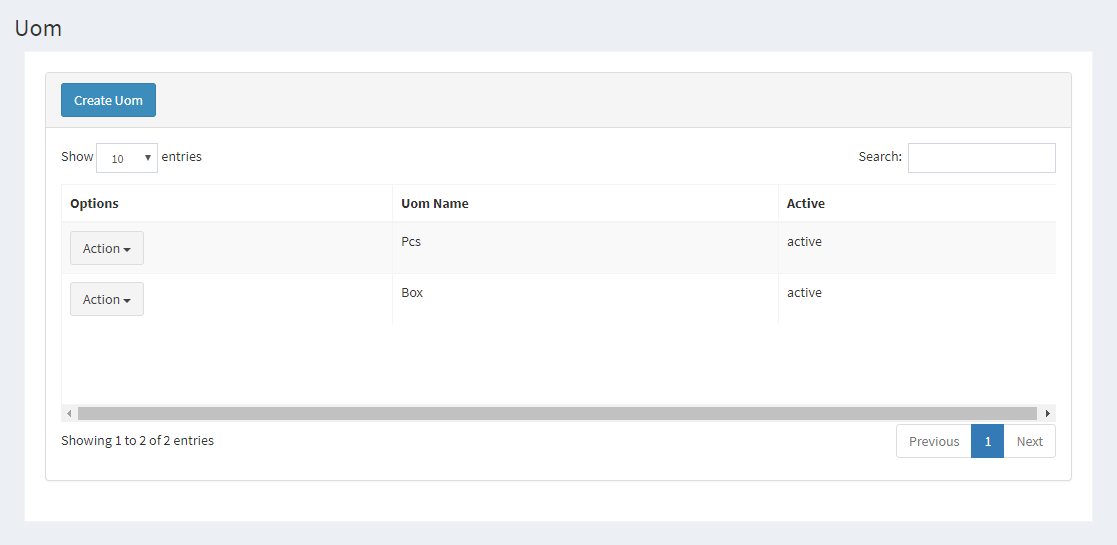 Uom
Create Uom
Show 10 entries Search:
Options Uom Name Active
Action Pcs active
Action Box active
Showing 1 to 2 of 2 entries Previous 1 Next